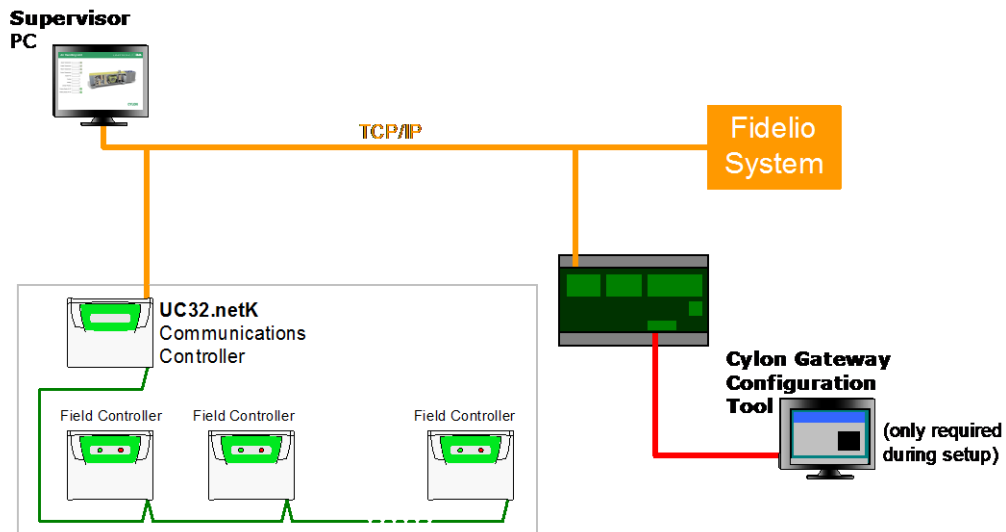 Supervisor
PC
TCP/IP
Fidelio
System
UC32.netK
Communications
Controller
Field Controller
Field Controller
Field Controller
Cylon Gateway
Configuration
Tool
(only required
during setup)